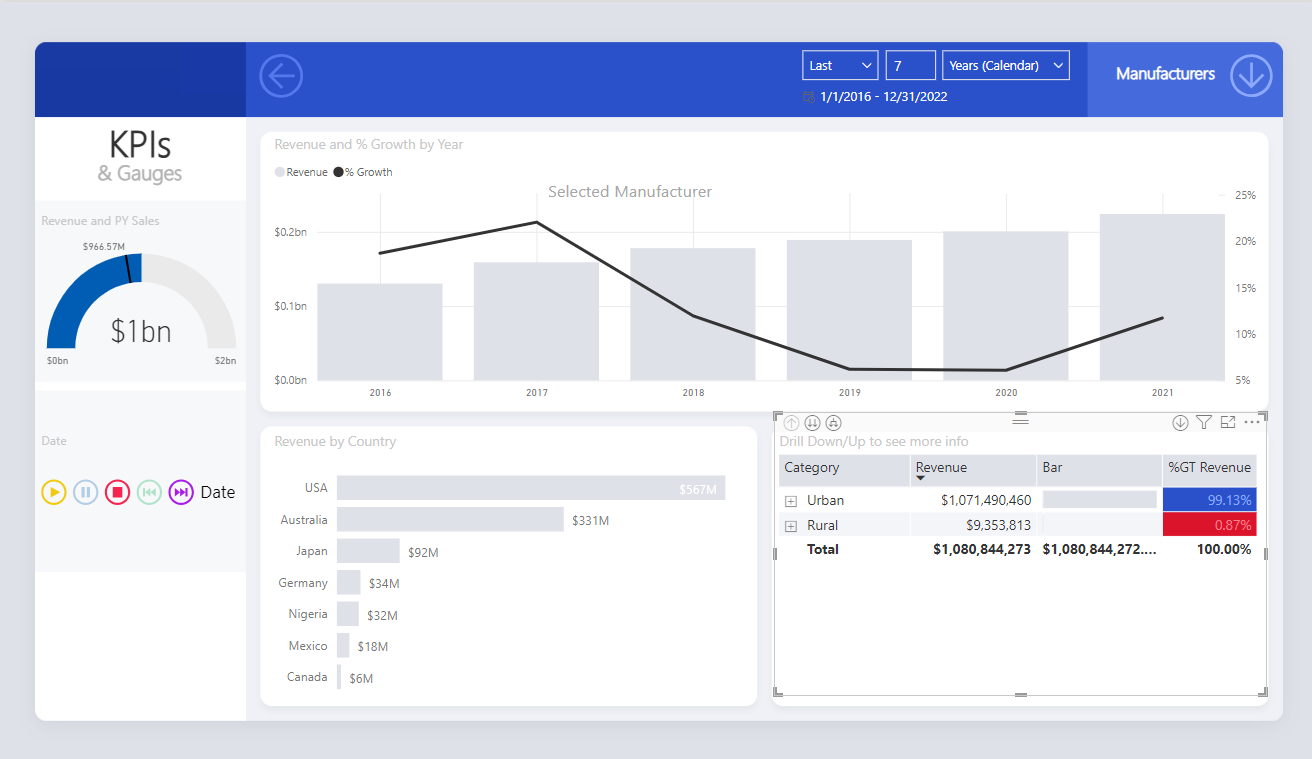 Last 7 Years (Calendar)
1/1/2016 - 12/31/2022
Manufacturers
KPIs
& Gauges
Revenue and PY Sales
$966.57M
$1bn
$0bn $2bn
Date
Date
Revenue and % Growth by Year
Revenue % Growth
Selected Manufacturer
$0.2bn
$0.1bn
$0.0bn
25%
20%
15%
10%
5%
2016 2017 2018 2019 2020 2021
Revenue by Country
USA $567M
Australia $331M
Japan $92M
Germany $34M
Nigeria $32M
Mexico $18M
Canada $6M
Drill Down/Up to see more info
Category Revenue Bar %GT Revenue
Urban $1,071,490,460 99.13%
Rural $9,353,813 0.87%
Total $1,080,844,273 $1,080,844,272.... 100.00%